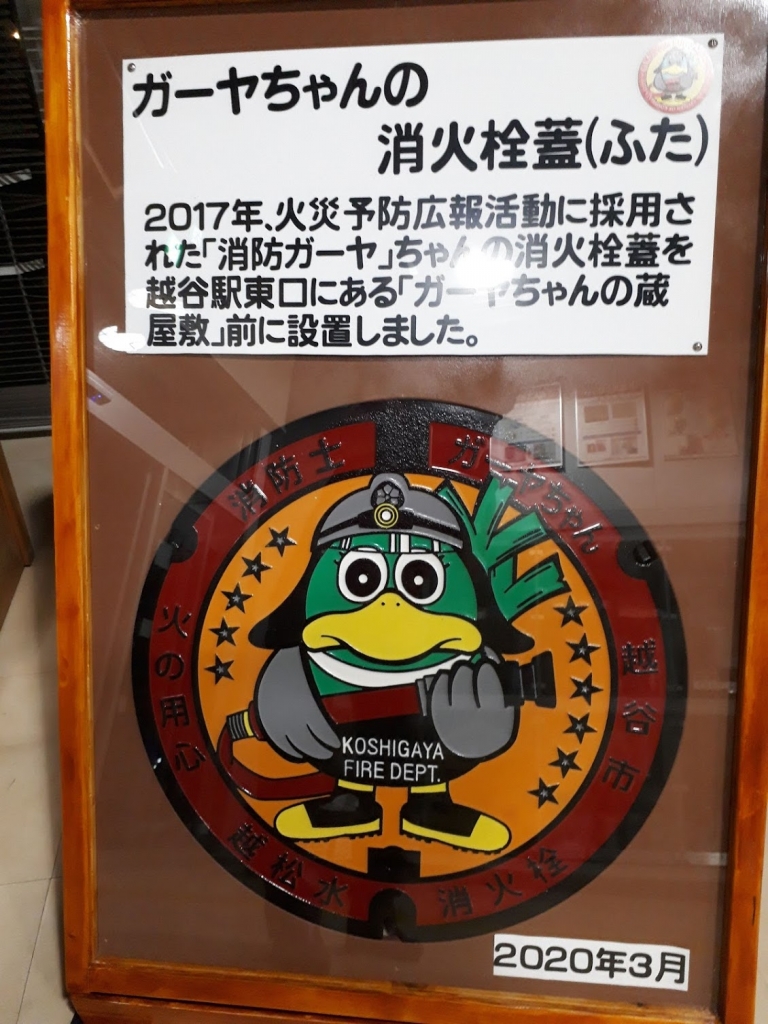 ガーヤちゃんの
消火栓蓋(ふた)
2017年、火災予防広報活動に採用さ
れた「消防ガーヤ」ちゃんの消火栓蓋を
越谷駅東口にある「ガーヤちゃんの蔵
屋敷」前に設置しました。
消防士
ガーヤちゃん
火の用心
越谷市
KOSHIGAYA
FIRE DEPT.
越松水
消火栓
2020年3月